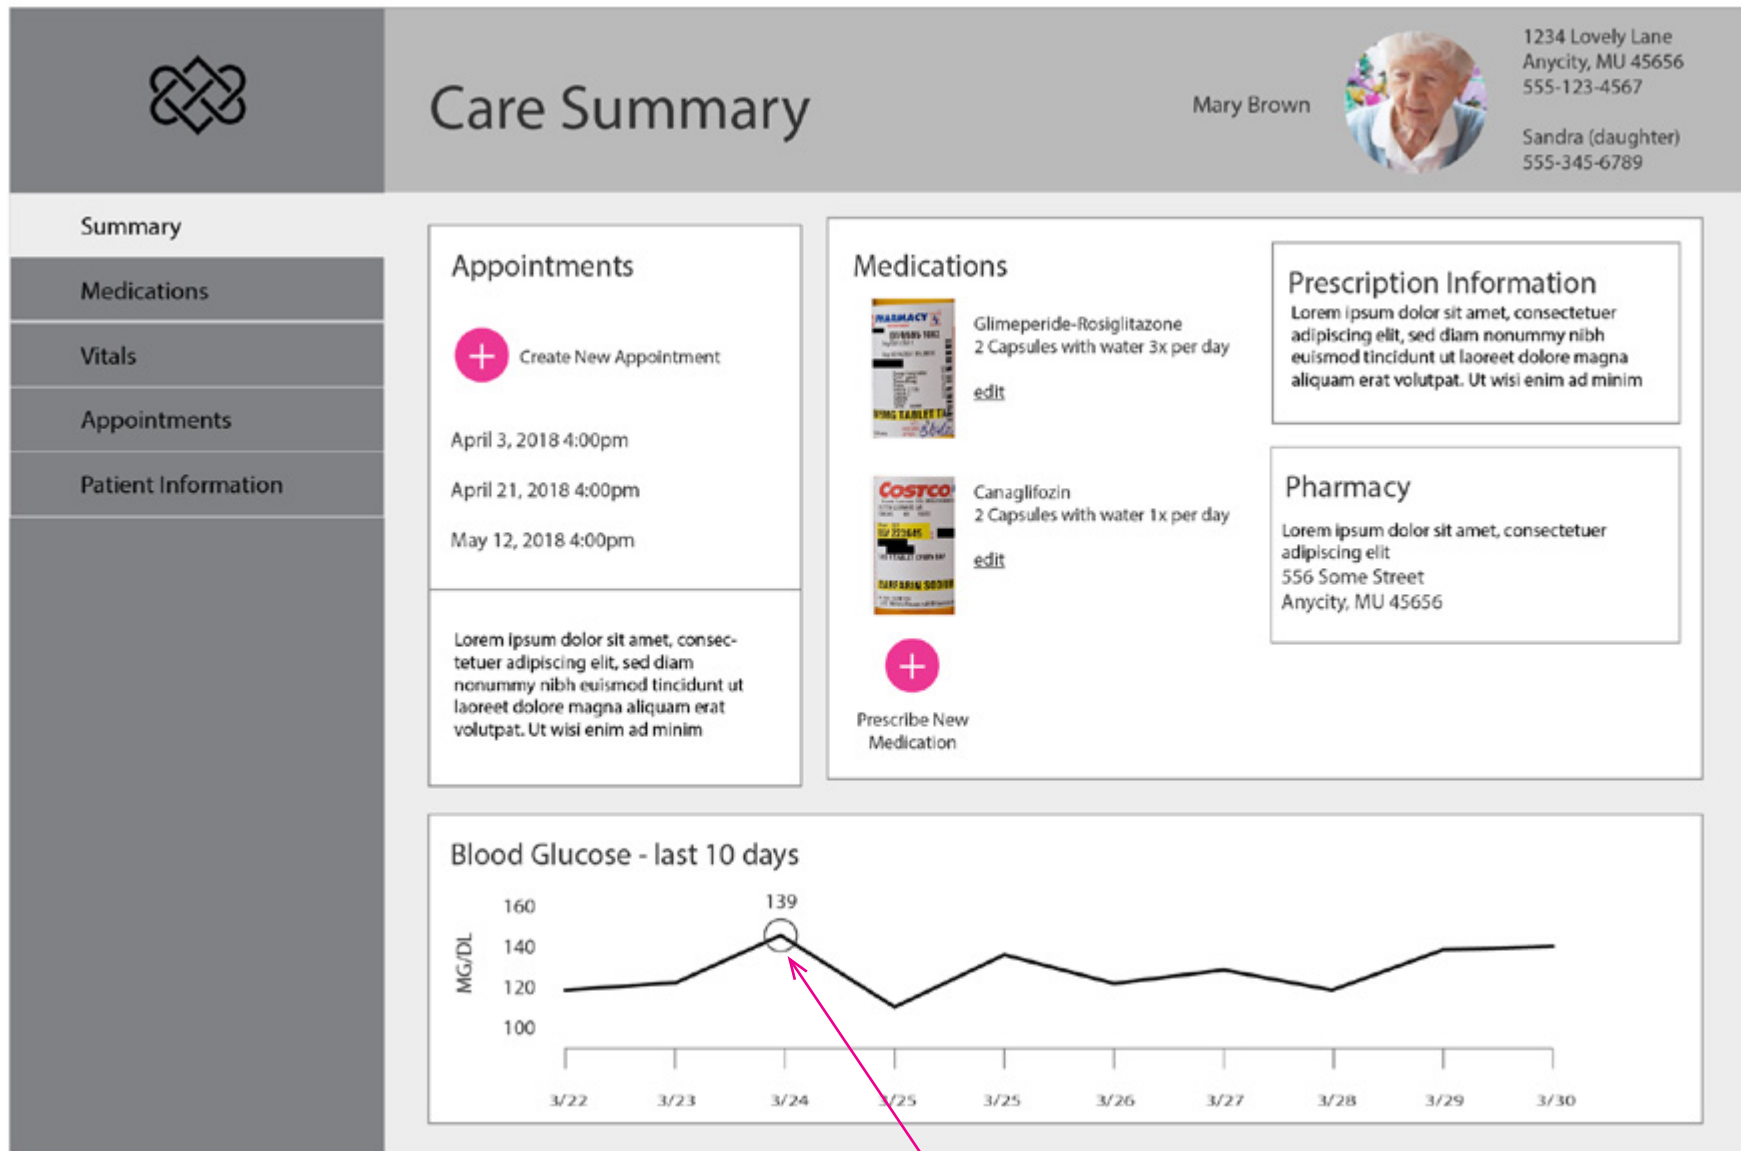 Care Summary
Mary Brown
1234 Lovely Lane
Anycity, MU 45656
555-123-4567
Sandra (daughter)
555-345-6789
Summary
Medications
Vitals
Appointments
Patient Information
Appointments
Create New Appointment
April 3, 2018 4:00pm
April 21, 2018 4:00pm
May 12, 2018 4:00pm
Lorem ipsum dolor sit amet, consec-
tetuer adipiscing elit, sed diam
nonummy nibh euismod tincidunt ut
laoreet dolore magna aliquam erat
volutpat. Ut wisi enim ad minim
Medications
PHARMACY
MG TABLET TA
Glimeperide-Rosiglitazone
2 Capsules with water 3x per day
edit
COSTCO
ARFARIN SODIUM
Canaglifozin
2 Capsules with water 1x per day
edit
Prescribe New
Medication
Prescription Information
Lorem ipsum dolor sit amet, consectetuer
adipiscing elit, sed diam nonummy nibh
euismod tincidunt ut laoreet dolore magna
aliquam erat volutpat. Ut wisi enim ad minim
Pharmacy
Lorem ipsum dolor sit amet, consectetuer
adipiscing elit
556 Some Street
Anycity, MU 45656
Blood Glucose - last 10 days
MG/DL
160
140
120
100
139
3/22 3/23 3/24 3/25 3/25 3/26 3/27 3/28 3/29 3/30